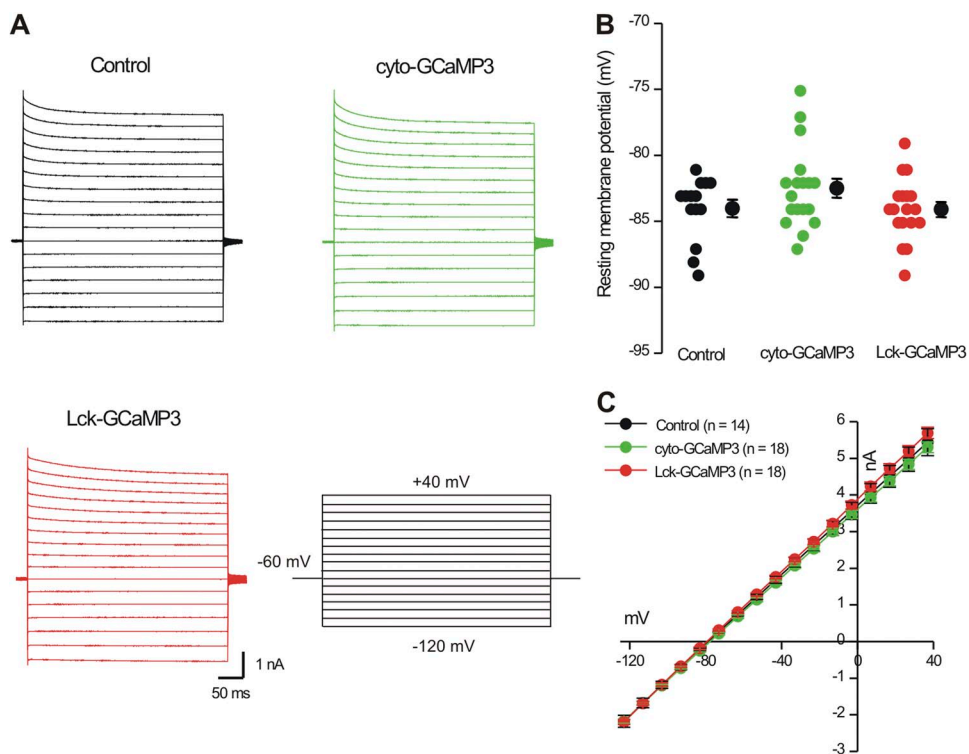 A
Control
cyto-GCaMP3
Lck-GCaMP3
+40 mV
-60 mV
-120 mV
1 nA
50 ms
B
Resting membrane potential (mV)
-70
-75
-80
-85
-90
-95
Control
cyto-GCaMP3
Lck-GCaMP3
C
Control (n = 14)
cyto-GCaMP3 (n = 18)
Lck-GCaMP3 (n = 18)
nA
6
5
4
3
2
1
0
-1
-2
-3
mV
-120
-80
-40
0
40